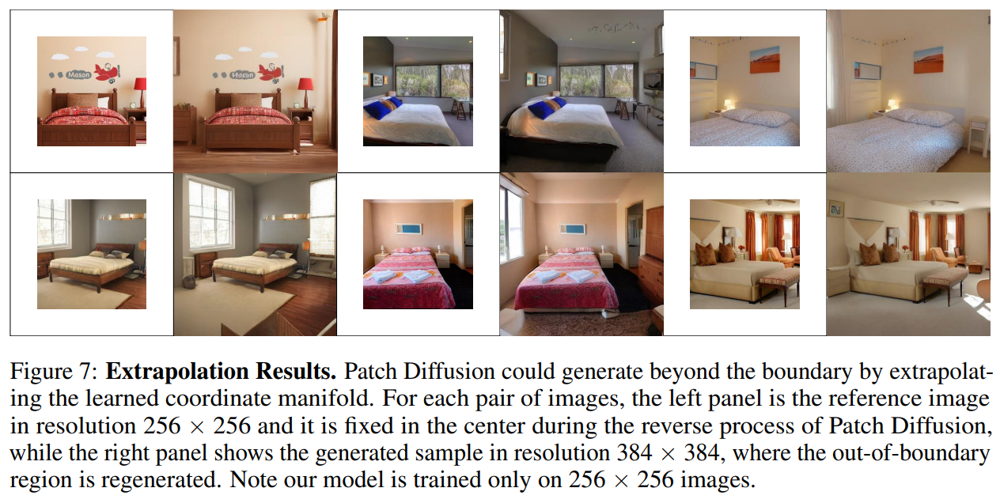 Mason
Mason
Figure 7: Extrapolation Results. Patch Diffusion could generate beyond the boundary by extrapolat-
ing the learned coordinate manifold. For each pair of images, the left panel is the reference image
in resolution 256 × 256 and it is fixed in the center during the reverse process of Patch Diffusion,
while the right panel shows the generated sample in resolution 384 × 384, where the out-of-boundary
region is regenerated. Note our model is trained only on 256 × 256 images.